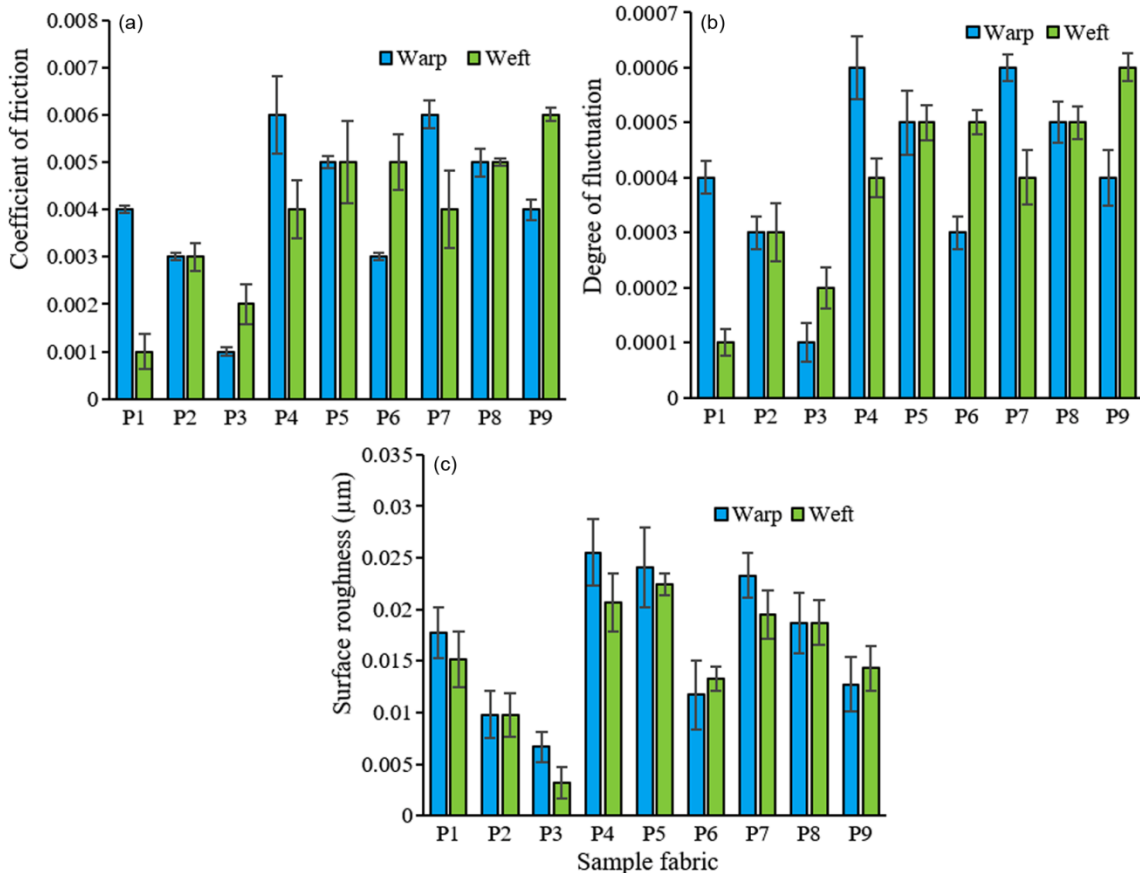 (a)
Warp Weft
Coefficient of friction
0.008
0.007
0.006
0.005
0.004
0.003
0.002
0.001
0
P1 P2 P3 P4 P5 P6 P7 P8 P9
(b)
Warp Weft
Degree of fluctuation
0.0007
0.0006
0.0005
0.0004
0.0003
0.0002
0.0001
0
P1 P2 P3 P4 P5 P6 P7 P8 P9
(c)
Warp Weft
Surface roughness (µm)
0.035
0.03
0.025
0.02
0.015
0.01
0.005
0
P1 P2 P3 P4 P5 P6 P7 P8 P9
Sample fabric